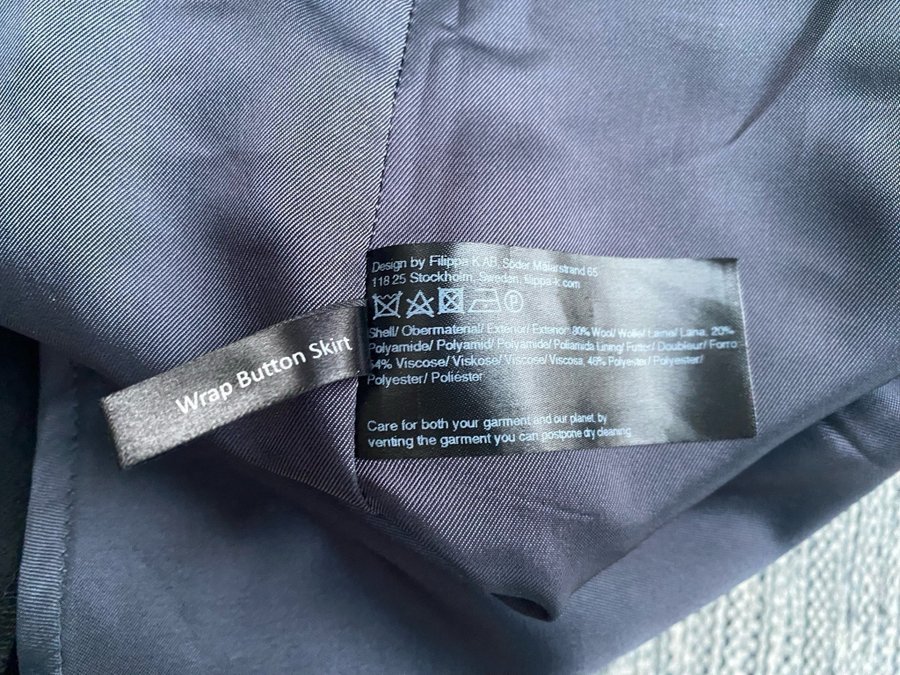 Wrap Button Skirt
Design by Filippa K AB, Söder Mälarstrand 65
118 25 Stockholm, Sweden, filippa-k.com
Shell/ Obermaterial/ Exterior/ Exterior 80% Wool/ Wolle/ Laine/ Lana, 20%
Polyamide/ Polyamid/ Polyamide/ Poliamida Lining/ Futter/ Doubleur/ Forro
54% Viscose/ Viskose/ Viscose/ Viscosa, 46% Polyester/ Polyester/
Polyester/ Poliéster
Care for both your garment and our planet, by
venting the garment you can postpone dry cleaning